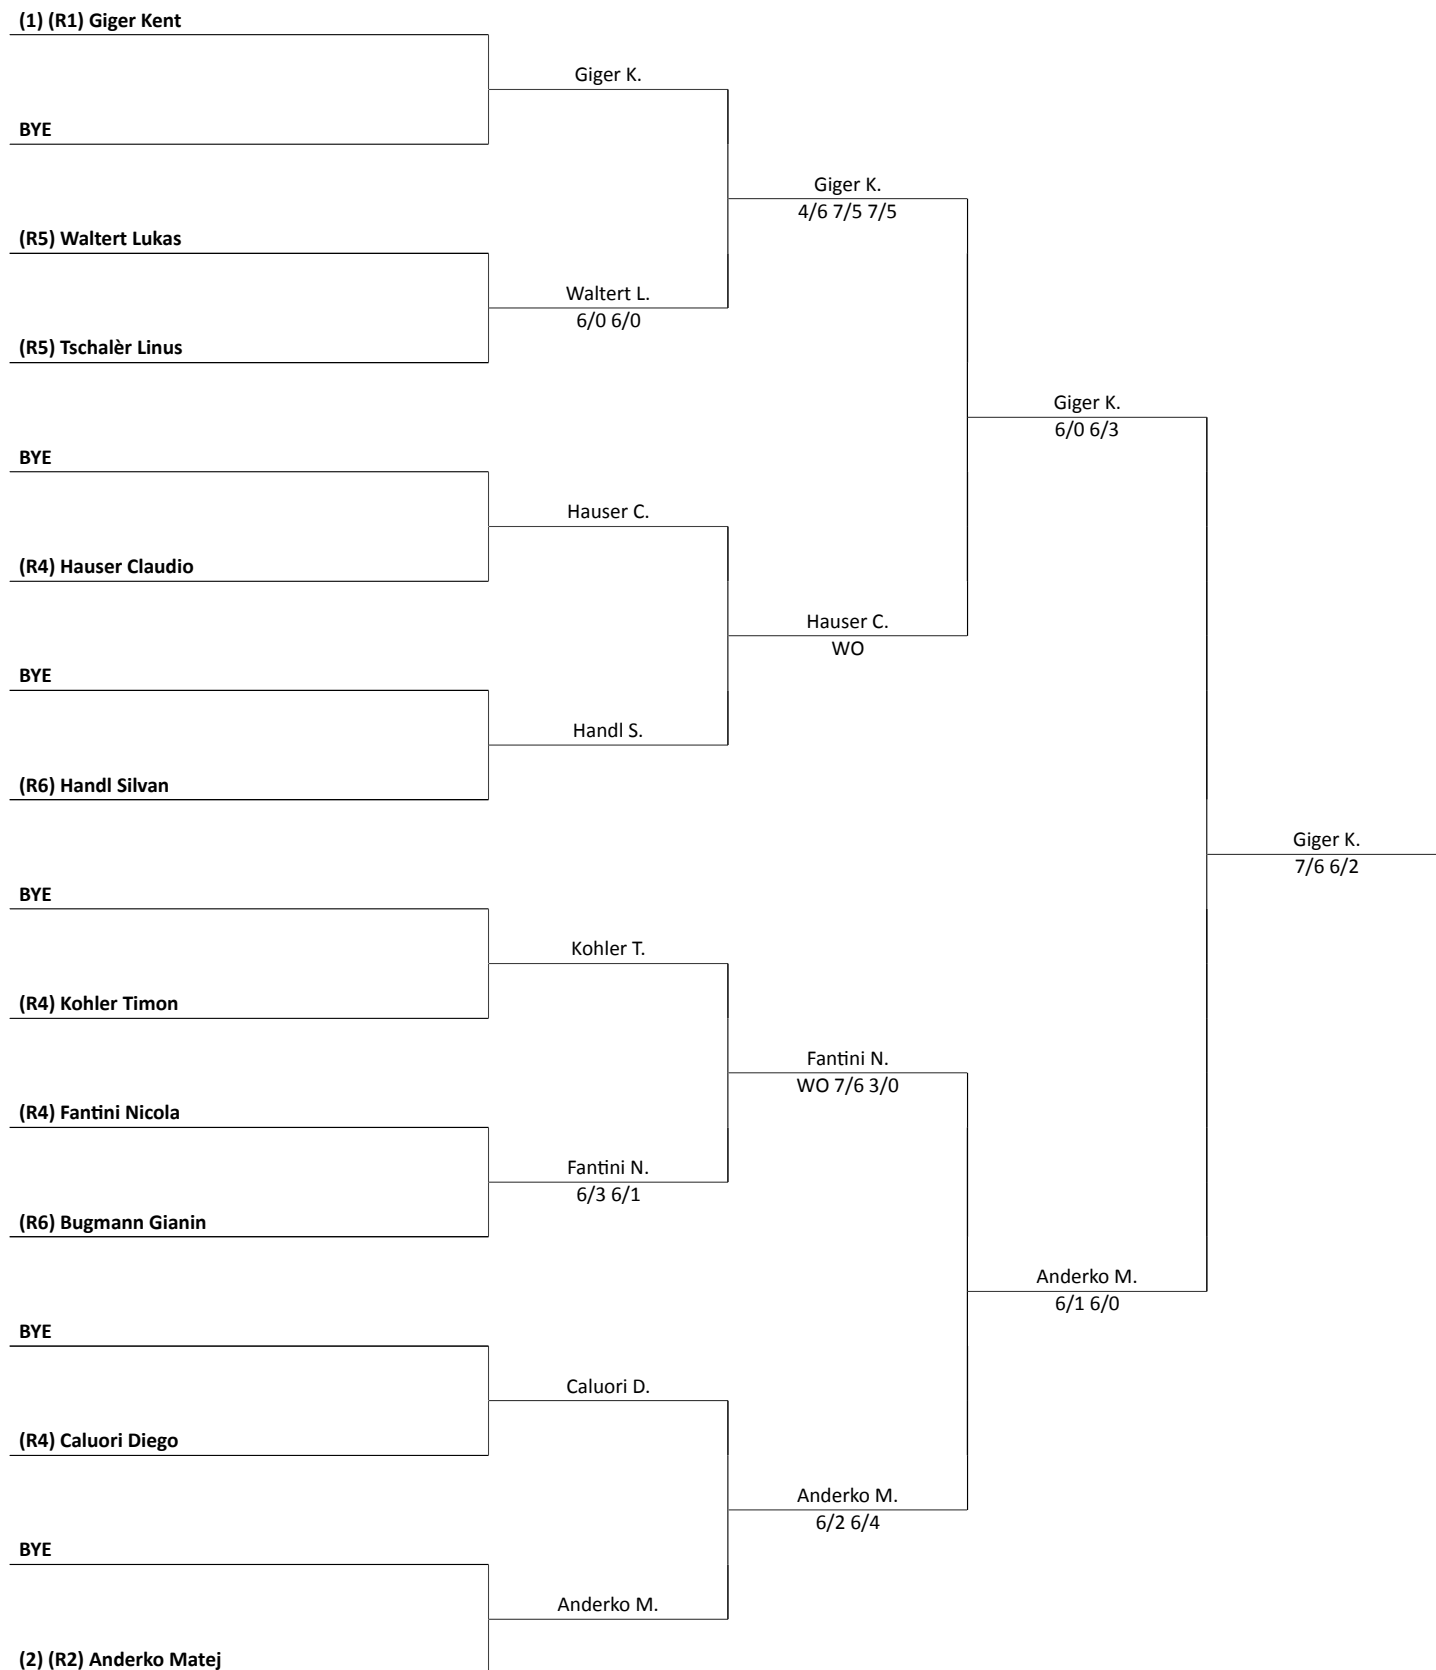 (1) (R1) Giger Kent
Giger K.
BYE
Giger K.
4/6 7/5 7/5
(R5) Waltert Lukas
Waltert L.
6/0 6/0
(R5) Tschalèr Linus
Giger K.
6/0 6/3
BYE
Hauser C.
(R4) Hauser Claudio
Hauser C.
WO
BYE
Handl S.
(R6) Handl Silvan
Giger K.
7/6 6/2
BYE
Kohler T.
(R4) Kohler Timon
Fantini N.
WO 7/6 3/0
(R4) Fantini Nicola
Fantini N.
6/3 6/1
(R6) Bugmann Gianin
Anderko M.
6/1 6/0
BYE
Caluori D.
(R4) Caluori Diego
Anderko M.
6/2 6/4
BYE
Anderko M.
(2) (R2) Anderko Matej